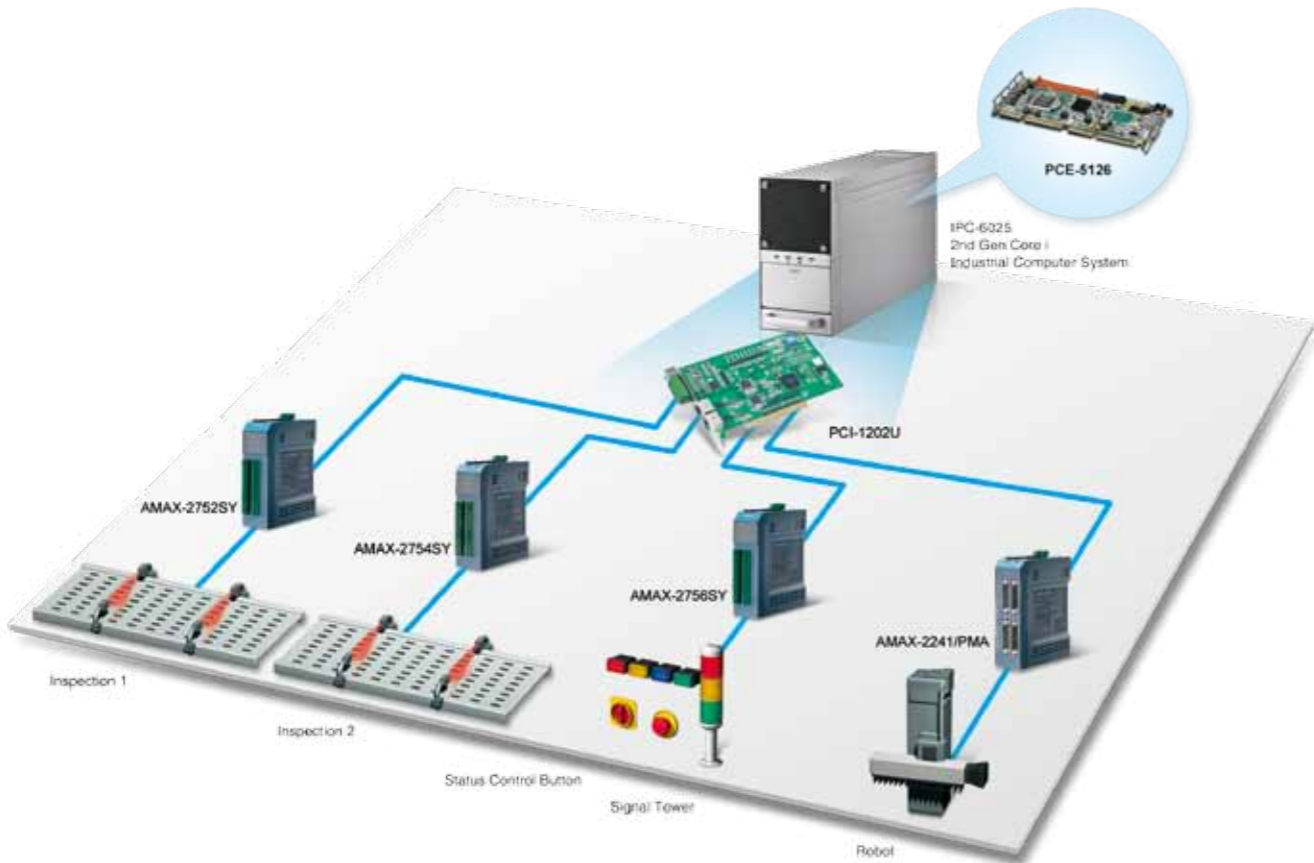 PCE-5126
IPC-6025
2nd Gen Core i
Industrial Computer System
PCI-1202U
AMAX-2752SY
AMAX-2754SY
AMAX-2756SY
AMAX-2241/PMA
Inspection 1
Inspection 2
Status Control Button
Signal Tower
Robot